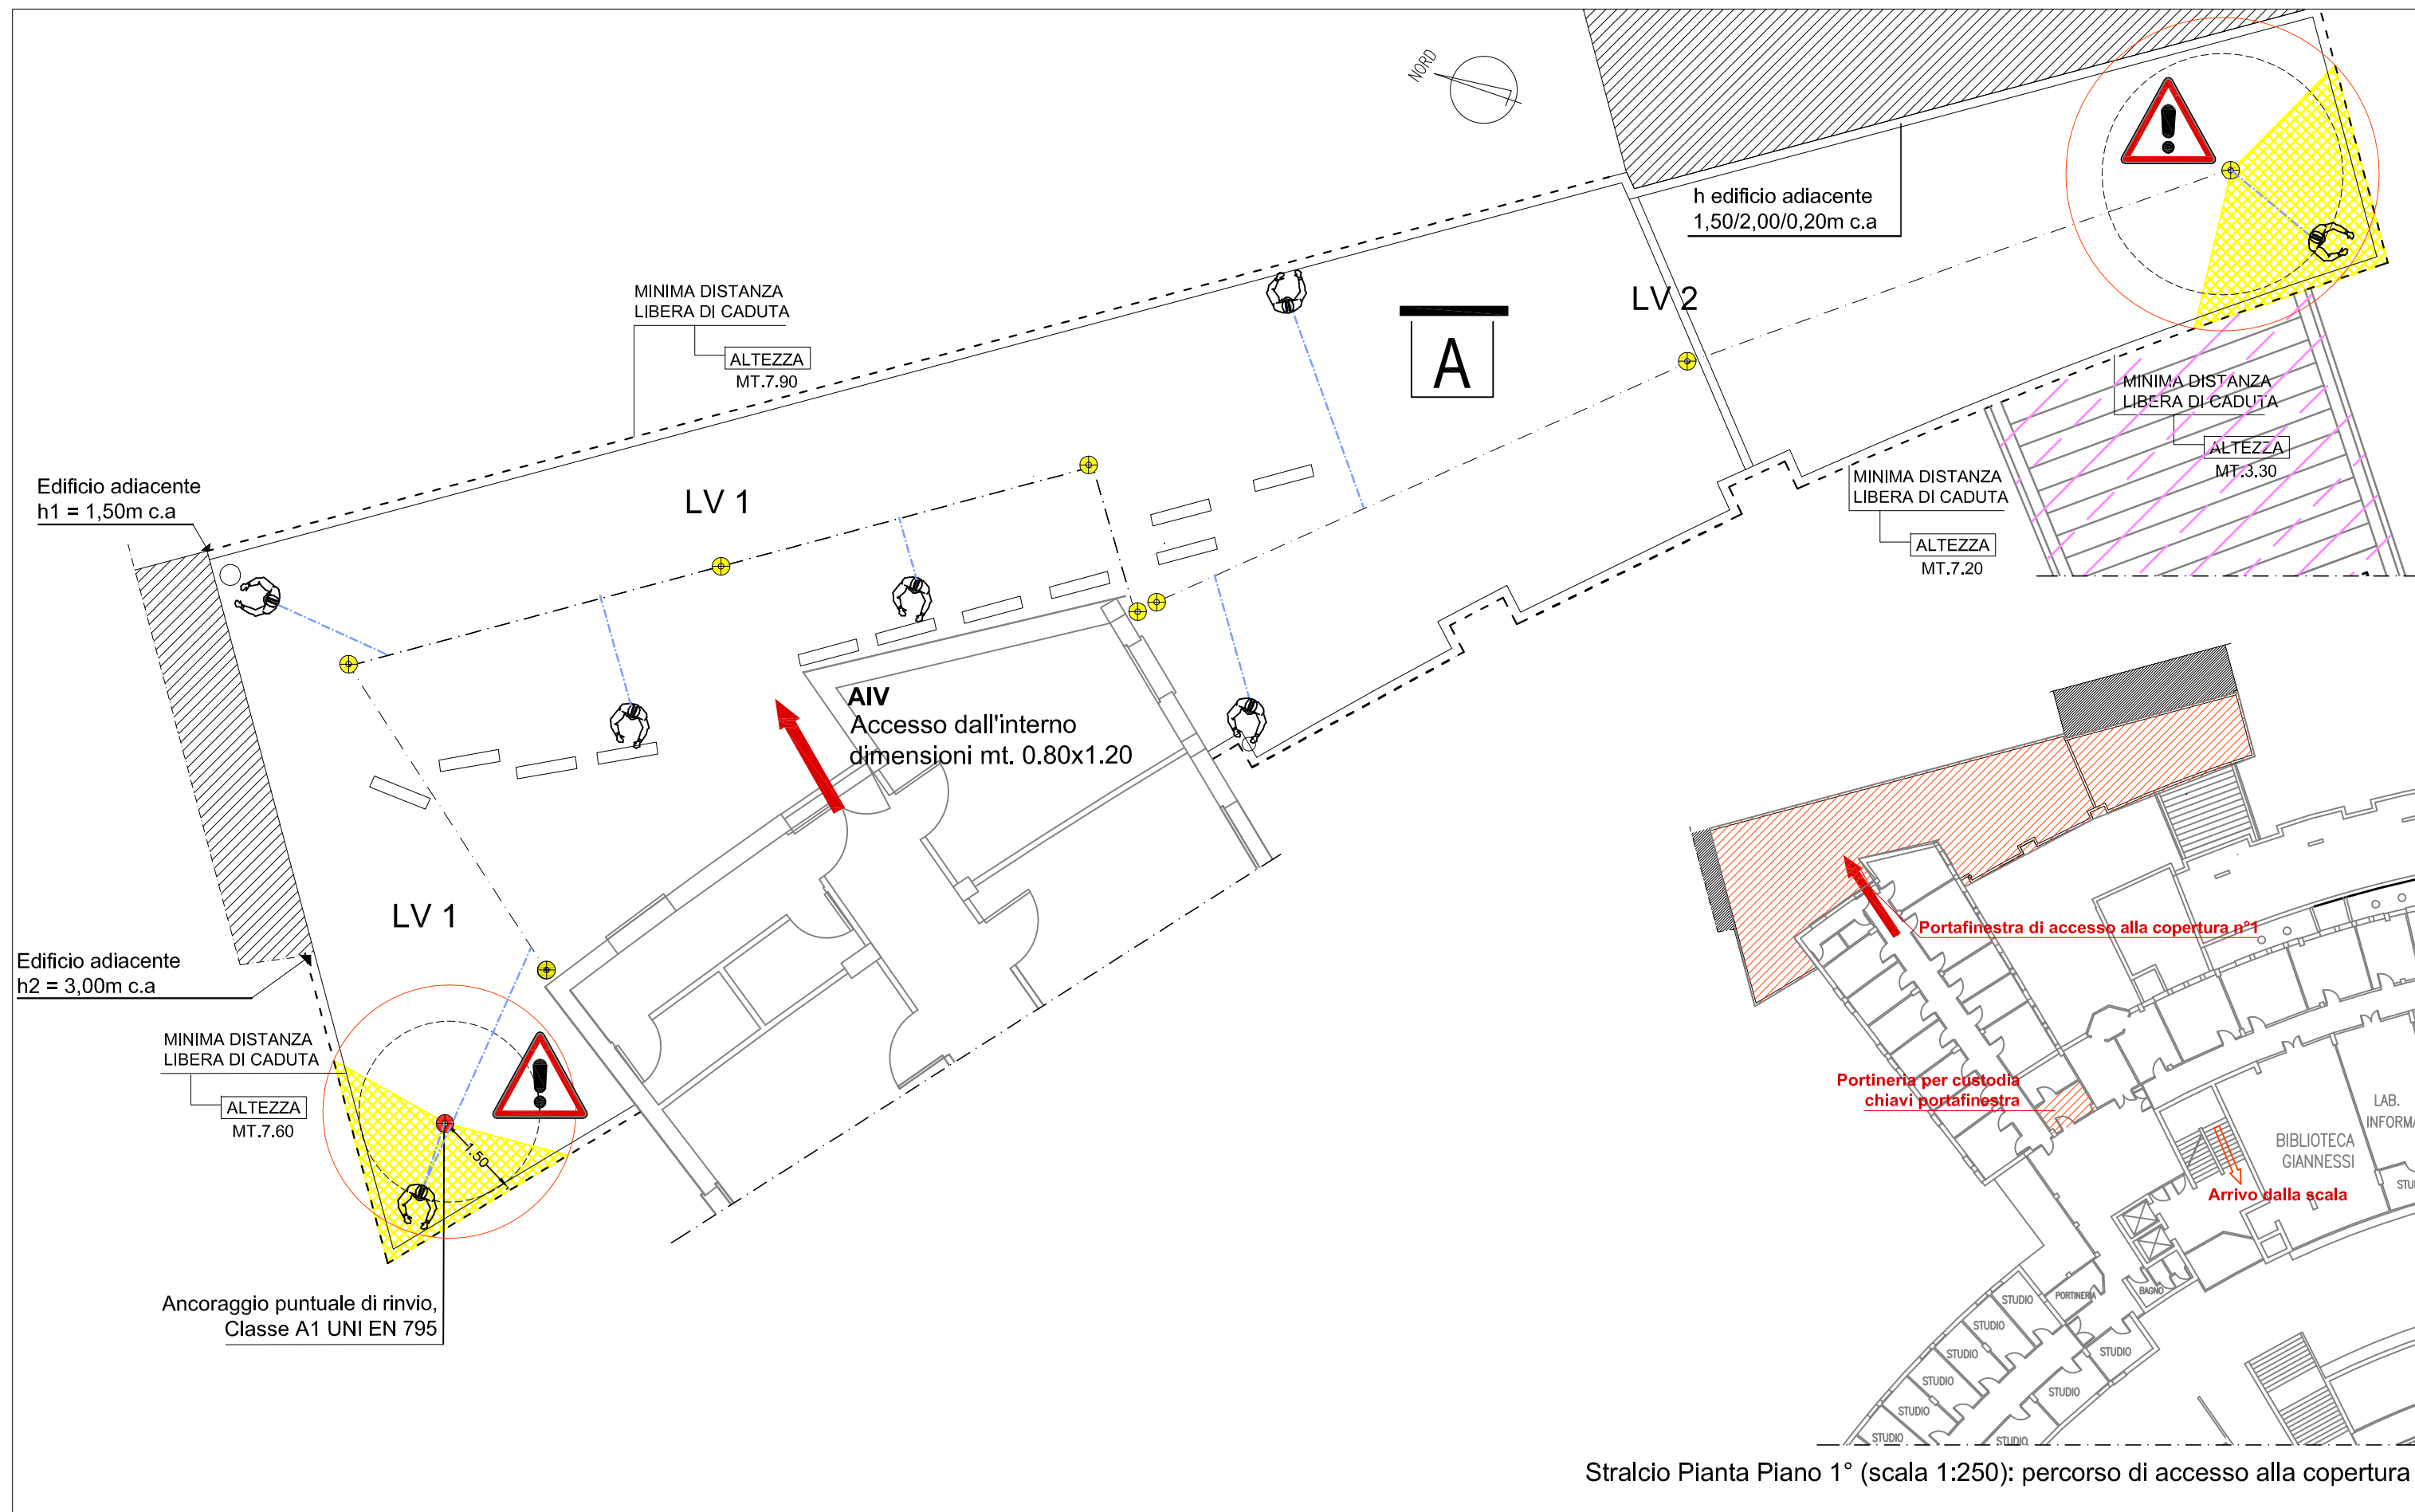 NORD
h edificio adiacente
1,50/2,00/0,20m c.a
LV 2
MINIMA DISTANZA
LIBERA DI CADUTA
ALTEZZA
MT.7.90
A
MINIMA DISTANZA
LIBERA DI CADUTA
ALTEZZA
MT.3.30
MINIMA DISTANZA
LIBERA DI CADUTA
ALTEZZA
MT.7.20
Edificio adiacente
h1 = 1,50m c.a
LV 1
AIV
Accesso dall'interno
dimensioni mt. 0.80x1.20
LV 1
Edificio adiacente
h2 = 3,00m c.a
MINIMA DISTANZA
LIBERA DI CADUTA
ALTEZZA
MT.7.60
1.50
Ancoraggio puntuale di rinvio,
Classe A1 UNI EN 795
Portafinestra di accesso alla copertura n°1
Portineria per custodia
chiavi portafinestra
LAB.
INFORMA
BIBLIOTECA
GIANNESSI
STU
Arrivo dalla scala
PORTINERIA
BAGNO
STUDIO
STUDIO
STUDIO
STUDIO
STUDIO
STUDIO
STUDIO
STUDIO
STUDIO
Stralcio Pianta Piano 1° (scala 1:250): percorso di accesso alla copertura